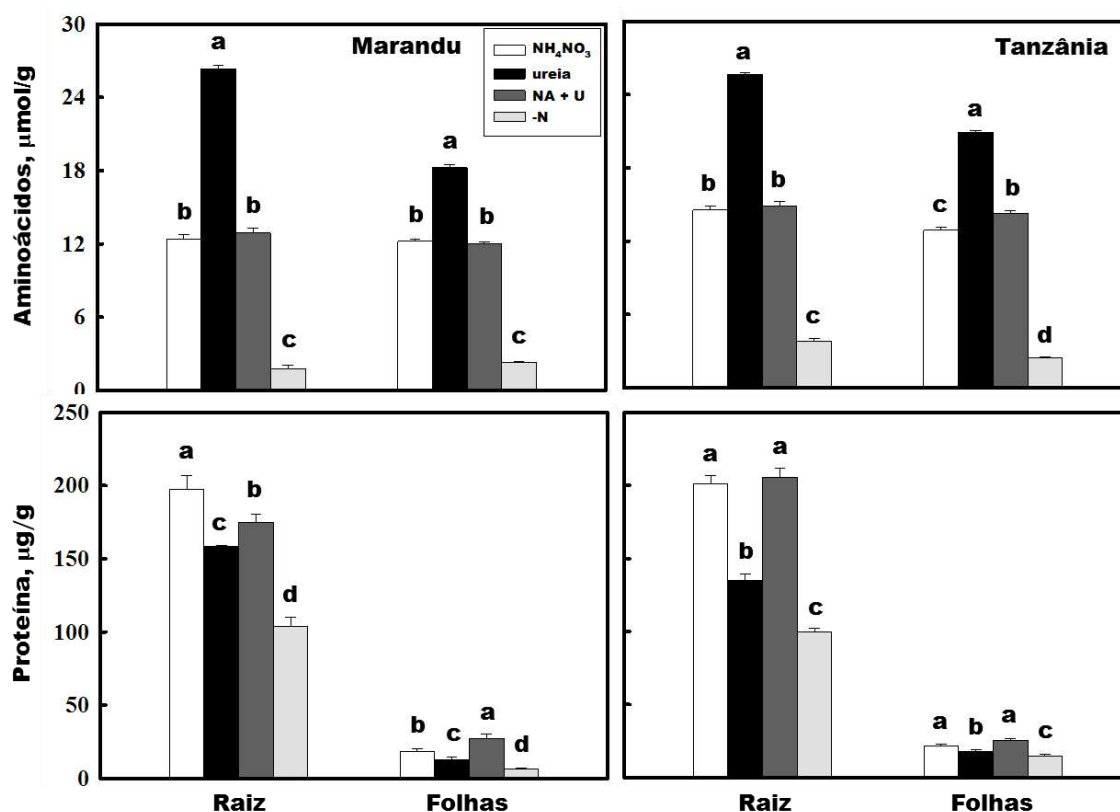 Aminoácidos, µmol/g
30
24
18
12
6
0
Marandu
NH₄NO₃
ureia
NA + U
-N
a
b
b
c
a
b
b
c
Tanzânia
a
b
b
c
a
c
b
d
Proteína, µg/g
250
200
150
100
50
0
a
c
b
d
b
c
a
d
a
b
a
c
a
b
a
c
Raiz
Folhas
Raiz
Folhas